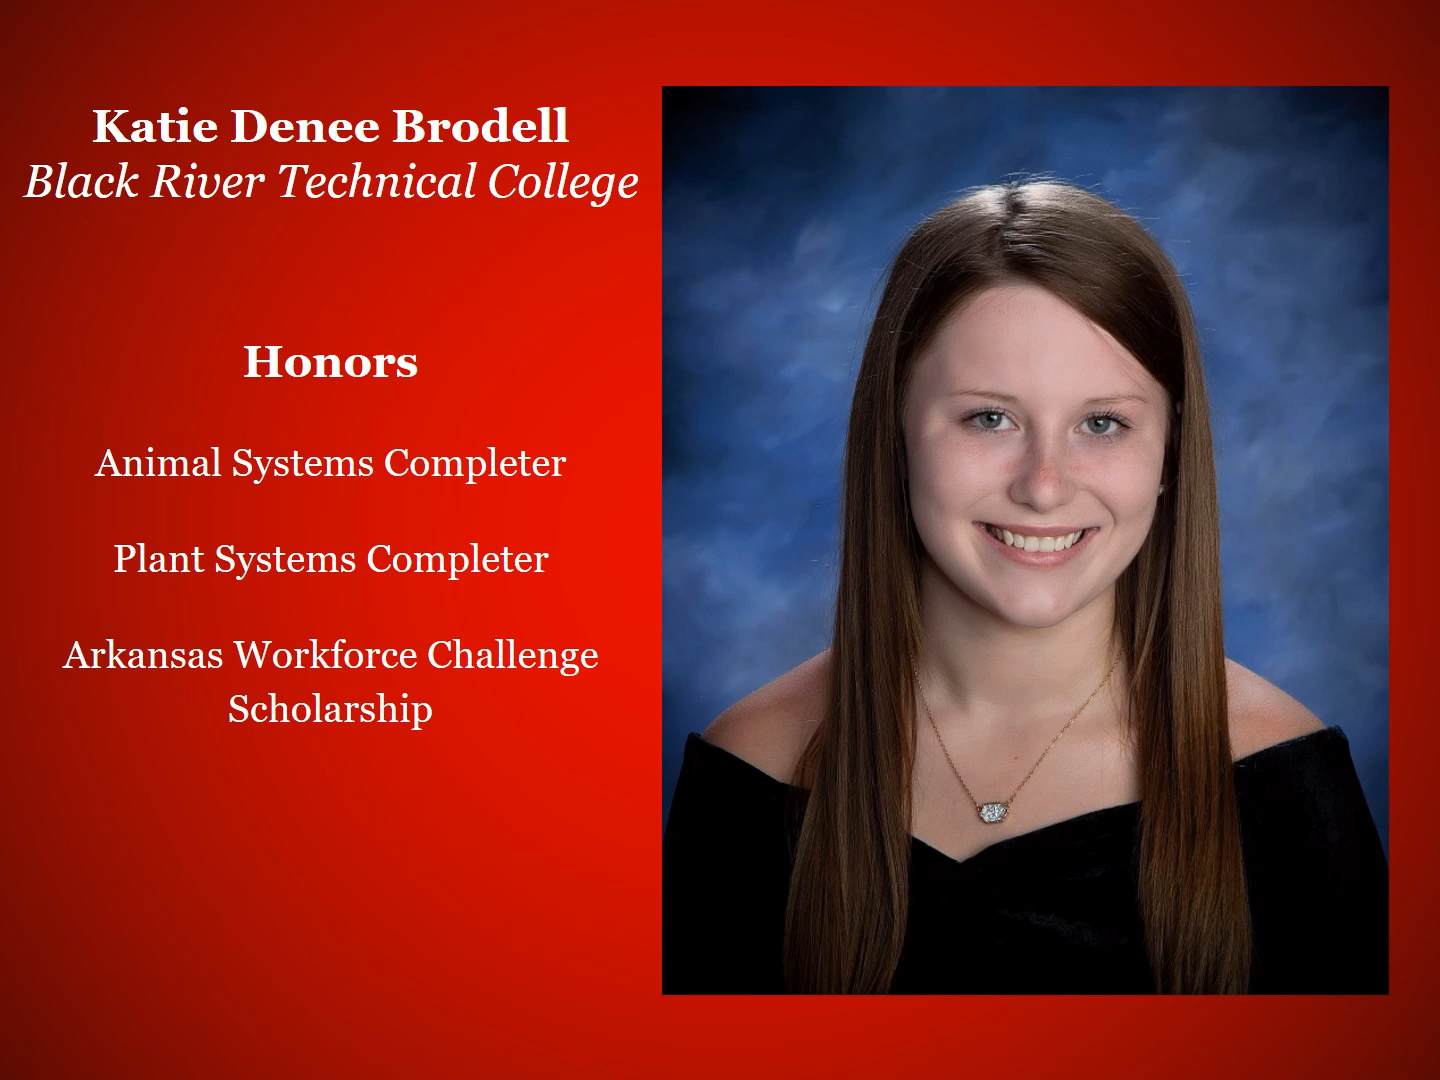 Katie Denee Brodell
Black River Technical College
Honors
Animal Systems Completer
Plant Systems Completer
Arkansas Workforce Challenge
Scholarship